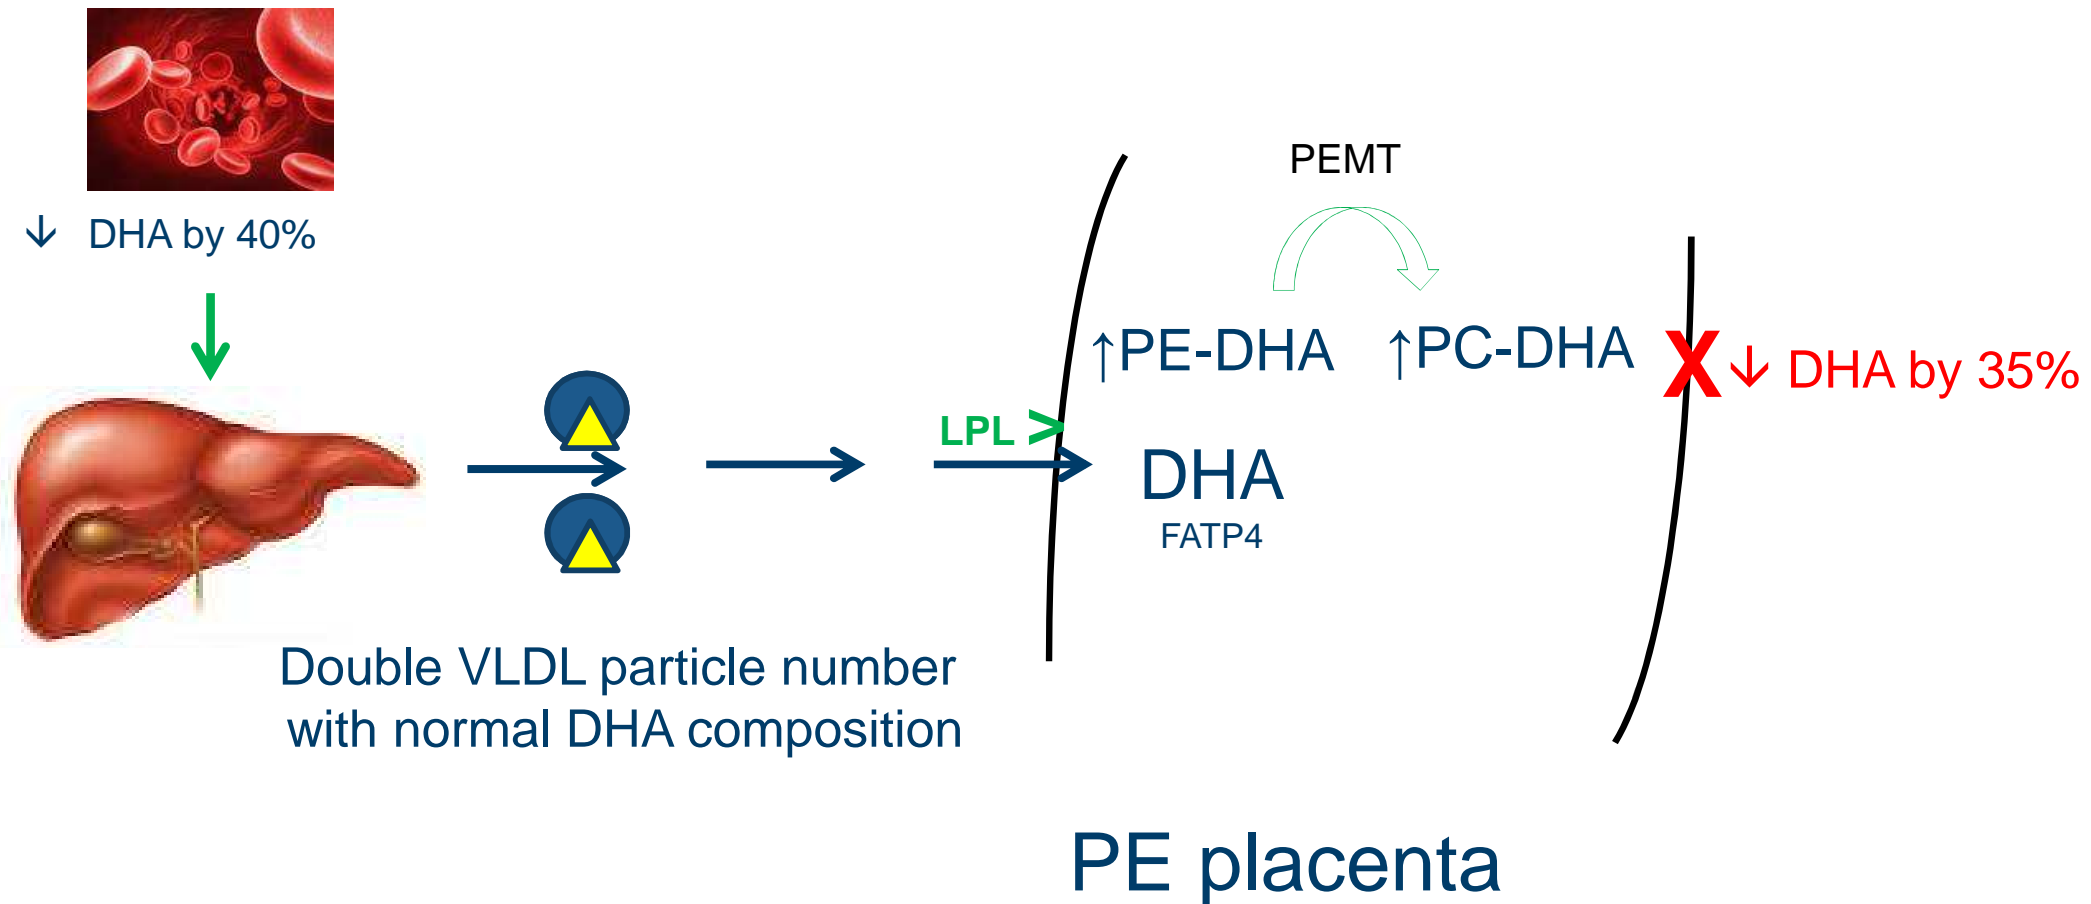 ↓ DHA by 40%
PEMT
↑PE-DHA ↑PC-DHA
X ↓ DHA by 35%
LPL >
DHA
FATP4
Double VLDL particle number
with normal DHA composition
PE placenta